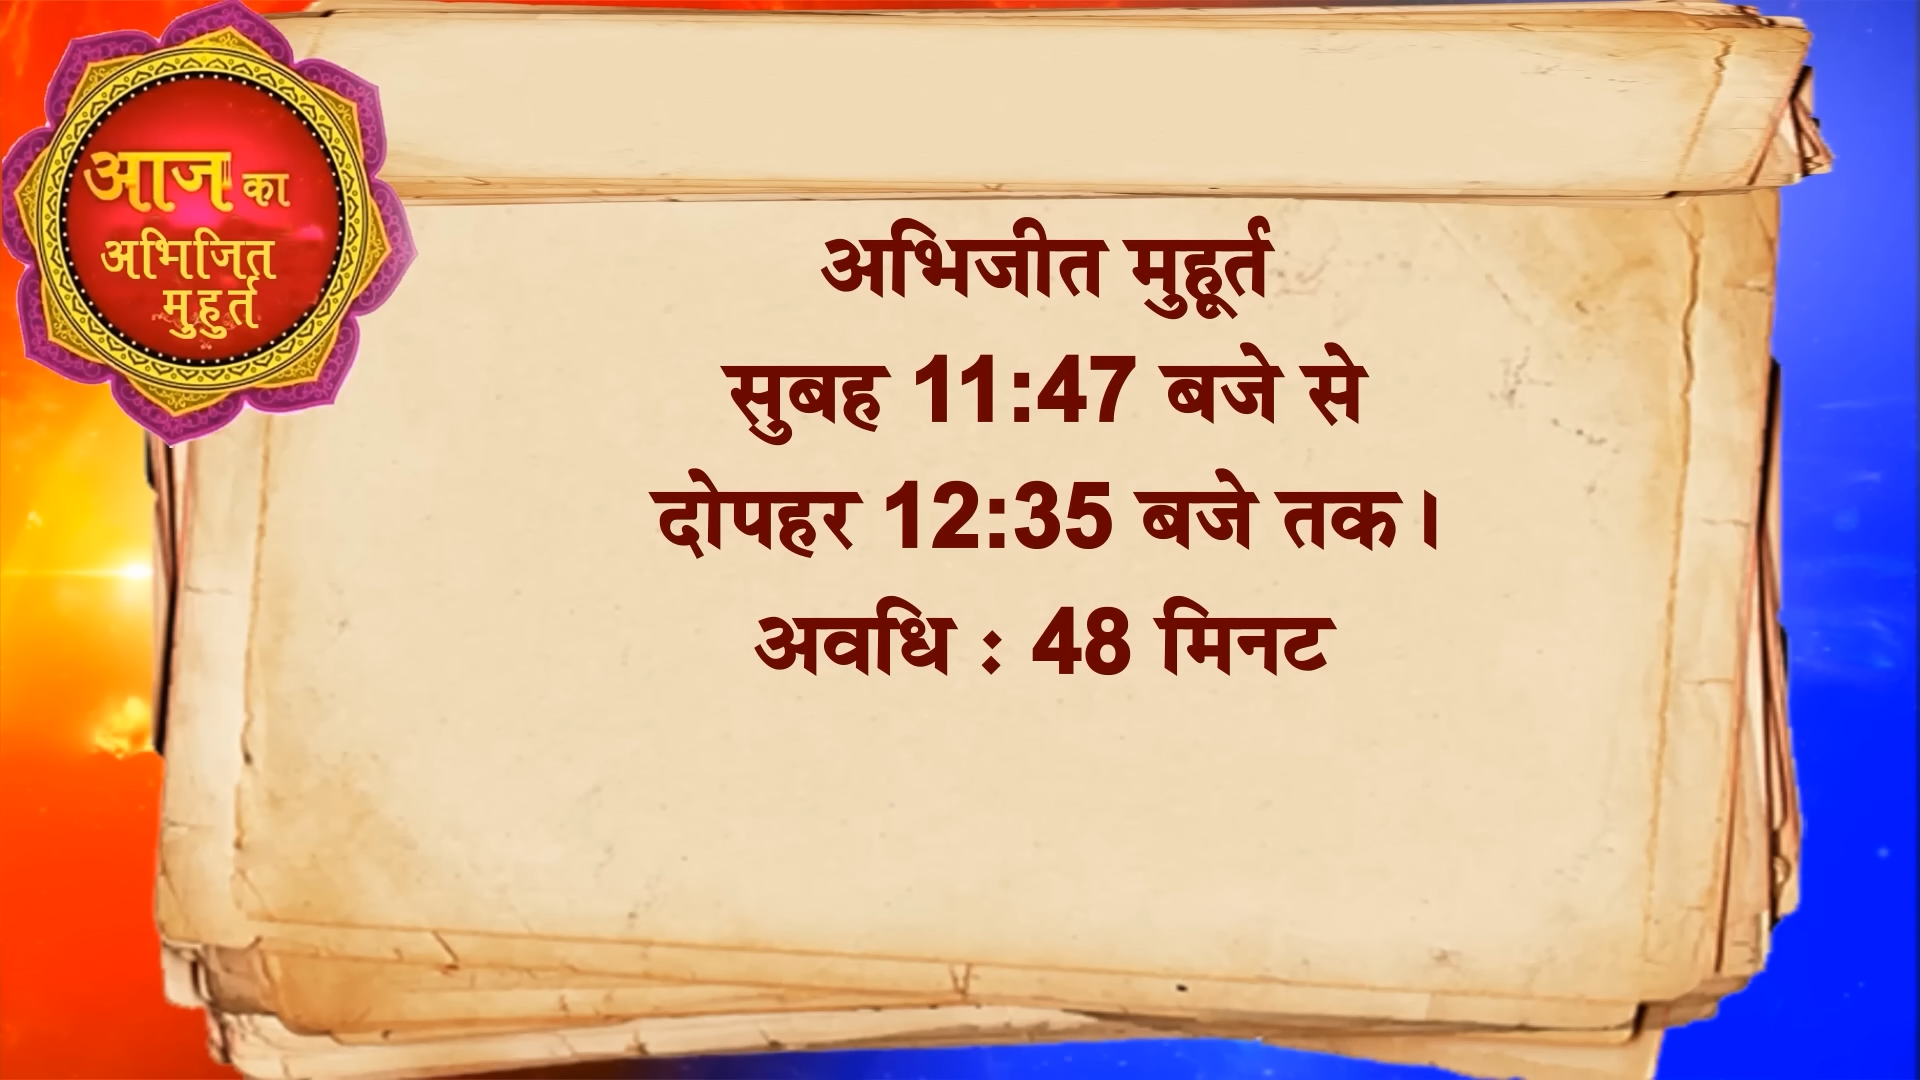 आज का
अभिजित
मुहुर्त
अभिजीत मुहूर्त
सुबह 11:47 बजे से
दोपहर 12:35 बजे तक।
अवधि : 48 मिनट